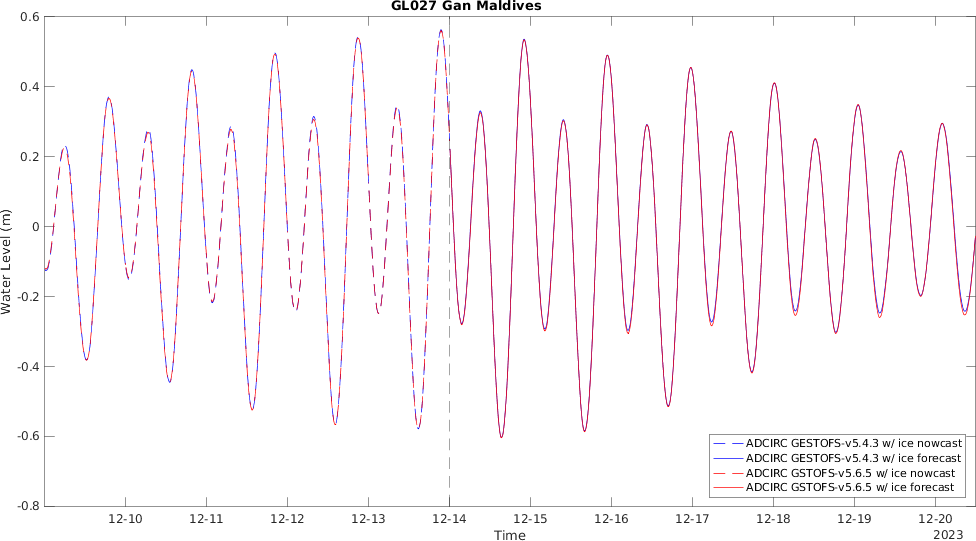 GL027 Gan Maldives
0.6
0.4
0.2
0
-0.2
-0.4
-0.6
-0.8
Water Level (m)
ADCIRC GESTOFS-v5.4.3 w/ ice nowcast
ADCIRC GESTOFS-v5.4.3 w/ ice forecast
ADCIRC GSTOFS-v5.6.5 w/ ice nowcast
ADCIRC GSTOFS-v5.6.5 w/ ice forecast
12-10 12-11 12-12 12-13 12-14 12-15 12-16 12-17 12-18 12-19 12-20
Time
2023